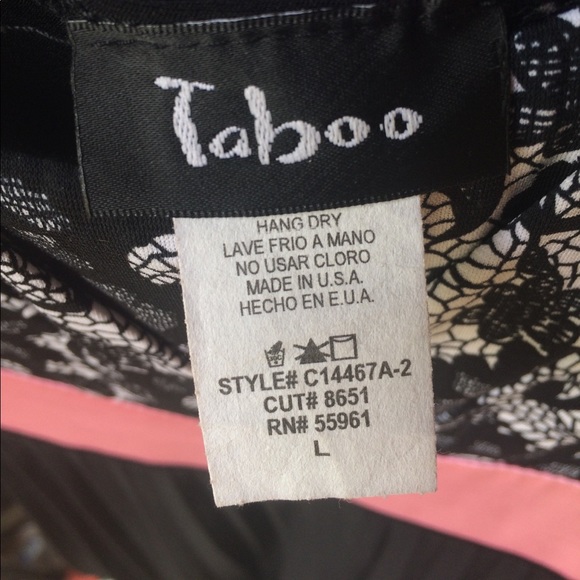 Taboo
HANG DRY
LAVE FRIO A MANO
NO USAR CLORO
MADE IN U.S.A.
HECHO EN E.U.A.
STYLE# C14467A-2
CUT# 8651
RN# 55961
L